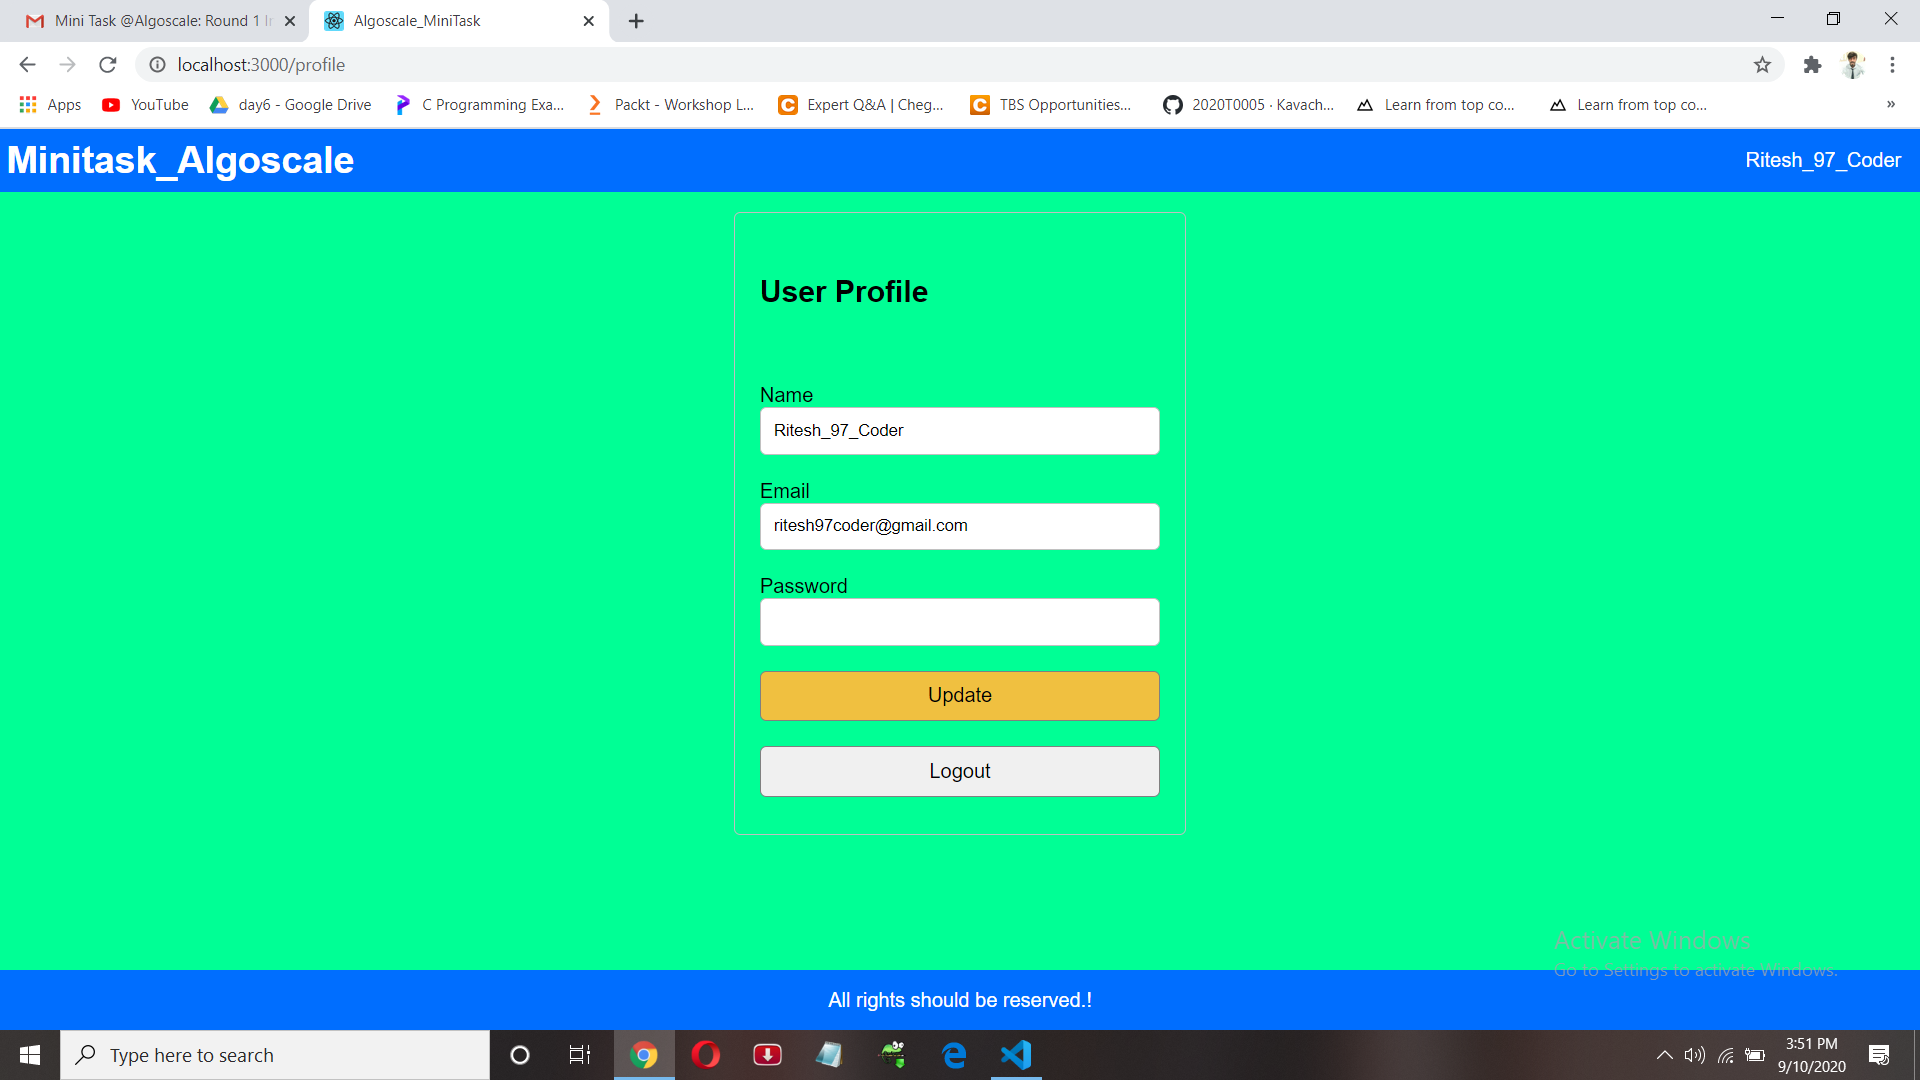 Mini Task @Algoscale: Round 1 In
Algoscale_MiniTask
localhost:3000/profile
Apps
YouTube
day6 - Google Drive
C Programming Exa...
Packt - Workshop L...
Expert Q&A | Cheg...
TBS Opportunities...
2020T0005 · Kavach...
Learn from top co...
Learn from top co...
»
Minitask_Algoscale
Ritesh_97_Coder
User Profile
Name
Ritesh_97_Coder
Email
ritesh97coder@gmail.com
Password
Update
Logout
Activate Windows
Go to Settings to activate Windows.
All rights should be reserved.!
Type here to search
3:51 PM
9/10/2020